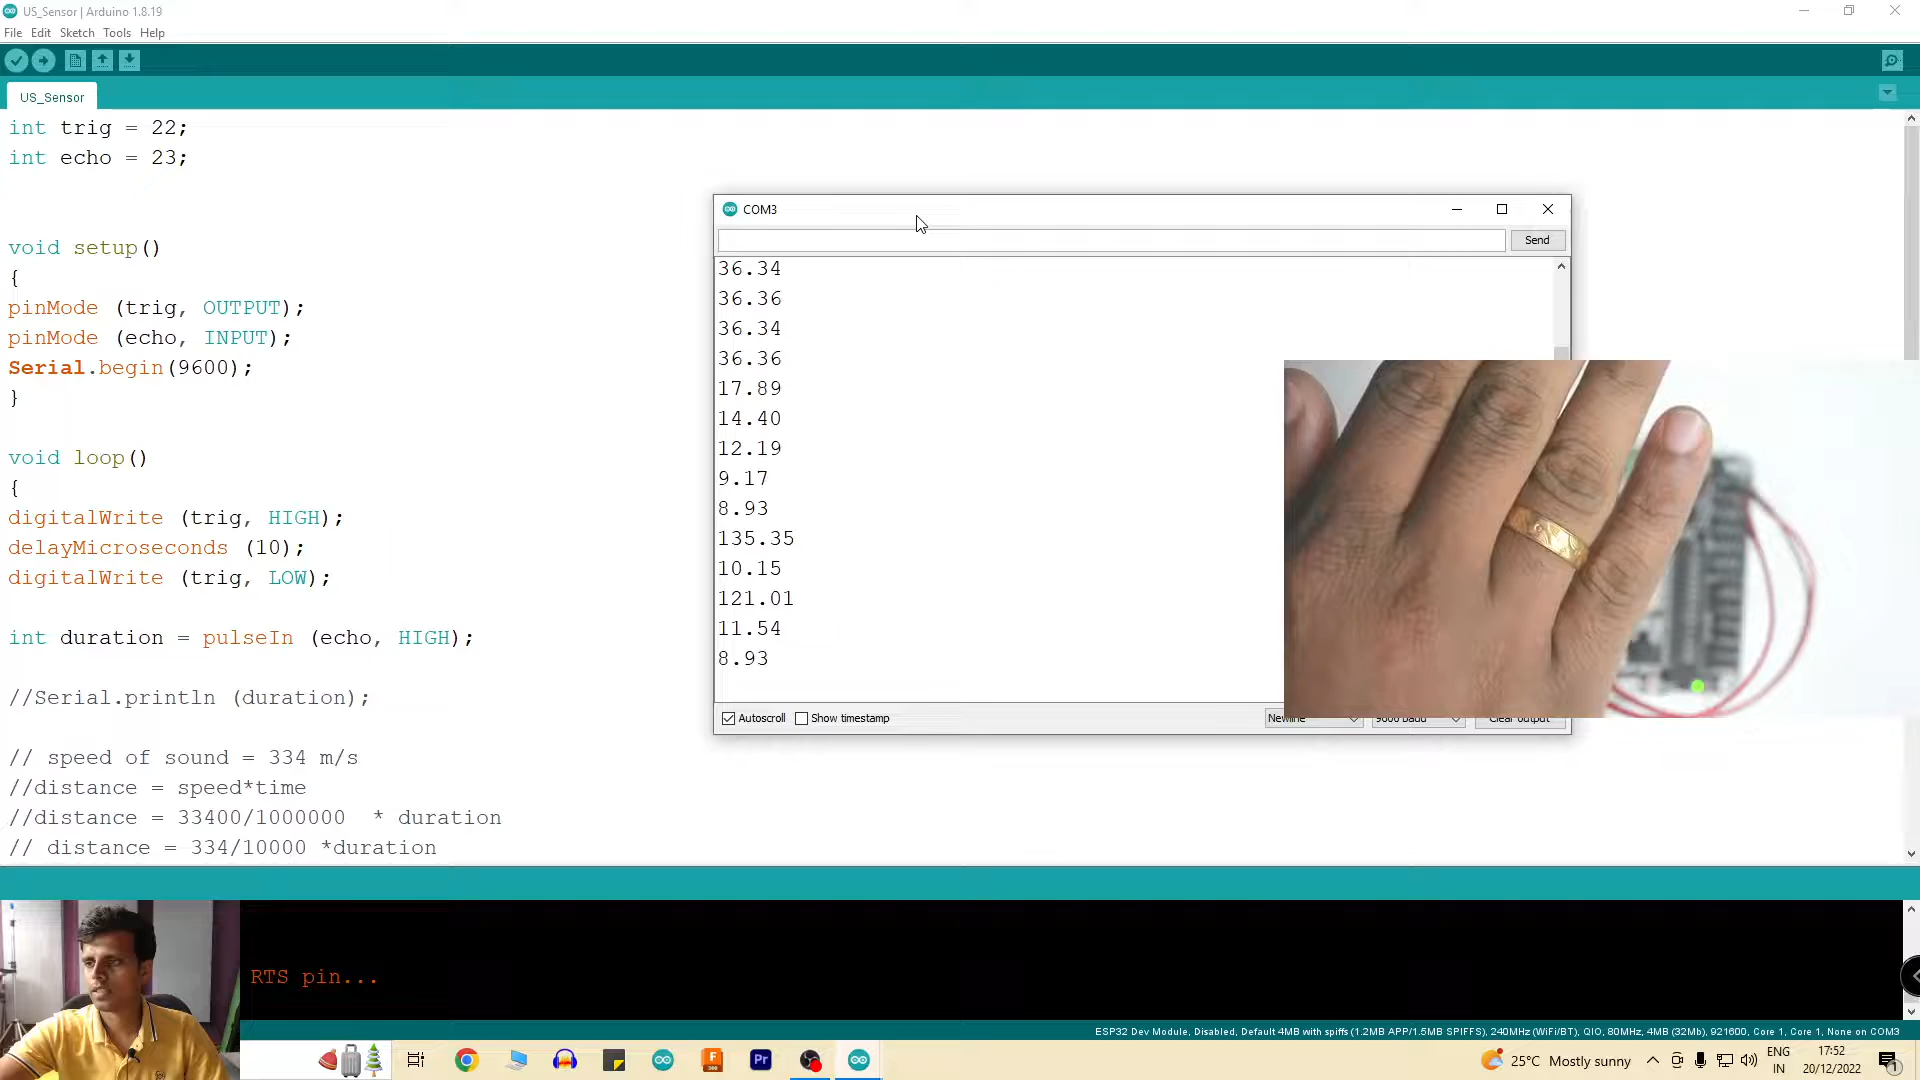 US_Sensor | Arduino 1.8.19
File Edit Sketch Tools Help
US_Sensor
int trig = 22;
int echo = 23;
void setup()
{
pinMode (trig, OUTPUT);
pinMode (echo, INPUT);
Serial.begin(9600);
}
void loop()
{
digitalWrite (trig, HIGH);
delayMicroseconds (10);
digitalWrite (trig, LOW);
int duration = pulseIn (echo, HIGH);
//Serial.println (duration);
// speed of sound = 334 m/s
//distance = speed*time
//distance = 33400/1000000 * duration
// distance = 334/10000 *duration
COM3
Send
36.34
36.36
36.34
36.36
17.89
14.40
12.19
9.17
8.93
135.35
10.15
121.01
11.54
8.93
Autoscroll Show timestamp Newline 9600 baud Clear output
RTS pin...
ESP32 Dev Module, Disabled, Default 4MB with spiffs (1.2MB APP/1.5MB SPIFFS), 240MHz (WiFi/BT), QIO, 80MHz, 4MB (32Mb), 921600, Core 1, Core 1, None on COM3
Pr
25°C Mostly sunny
ENG
IN
17:52
20/12/2022
1